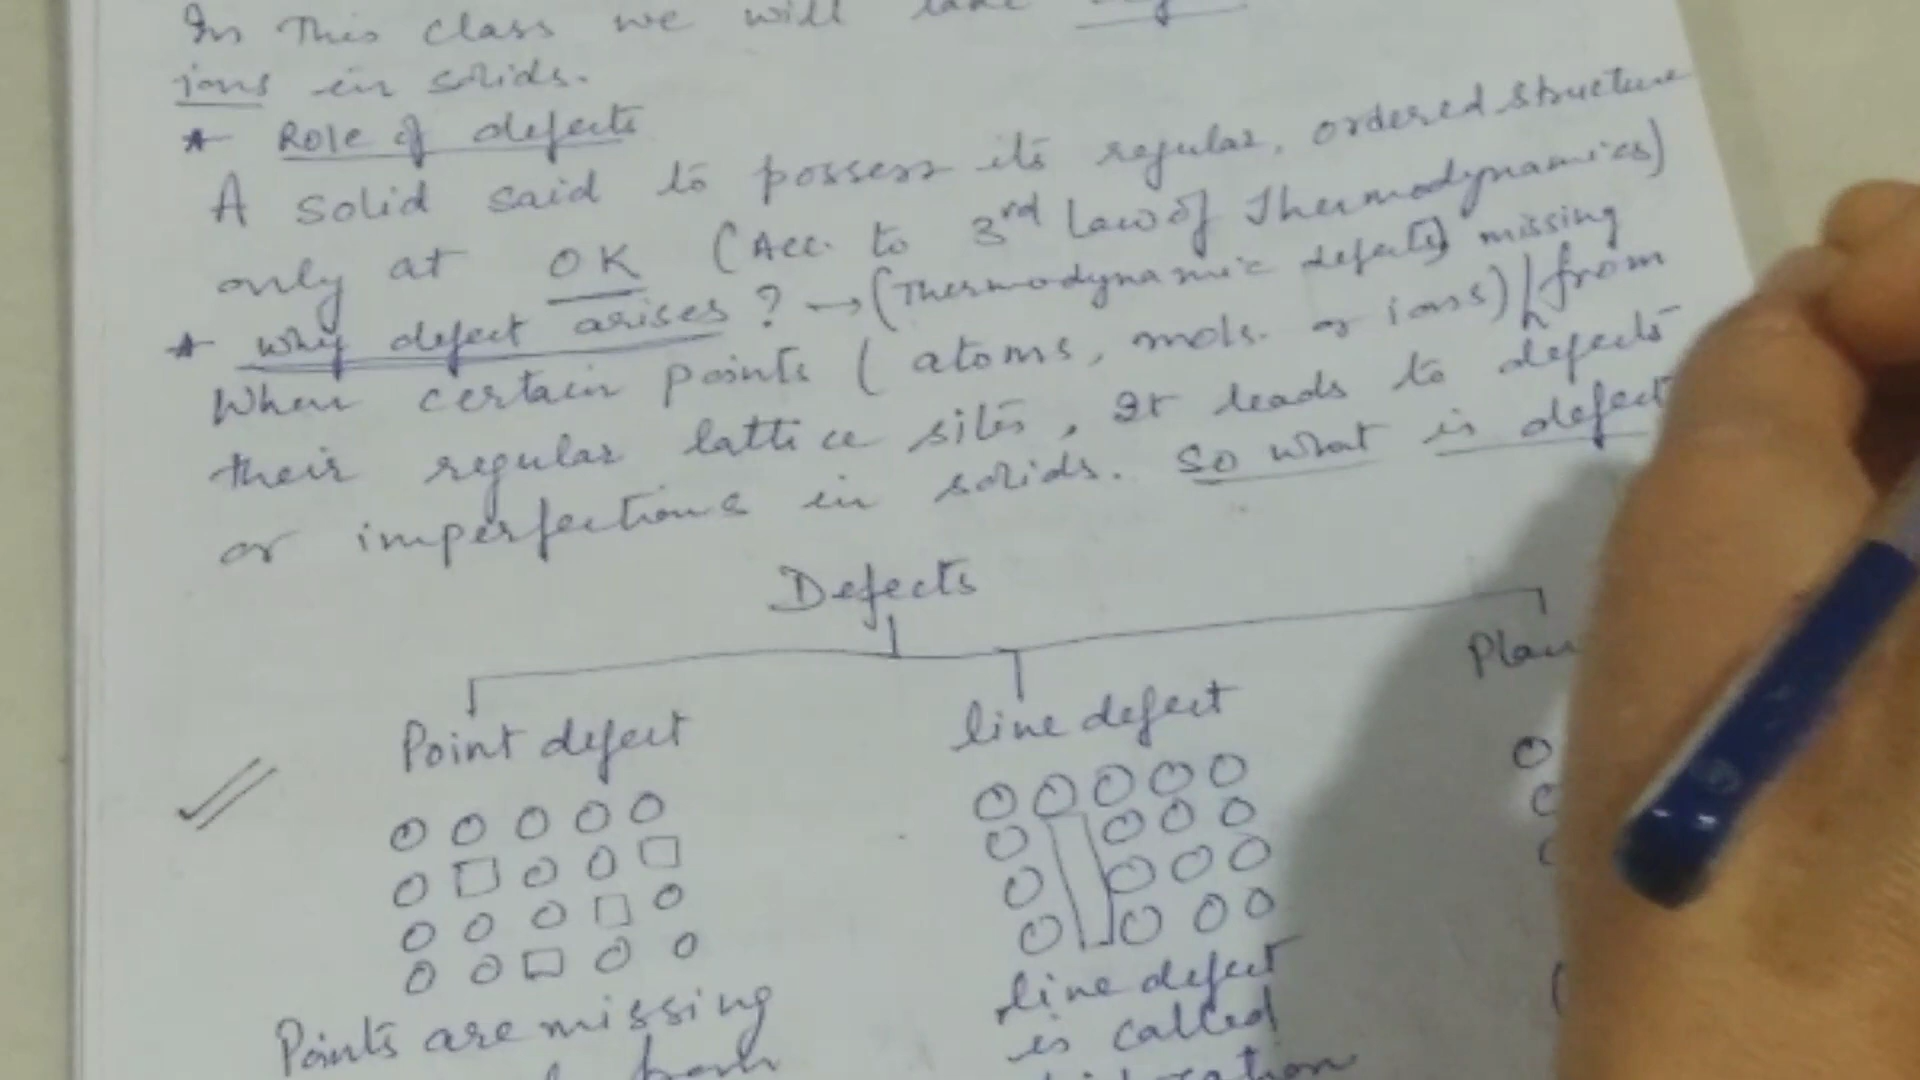 In This class we will
ions in solids.
* Role of defects
A solid said to possess its regular, ordered structure
only at OK (Acc. to 3rd Law of Thermodynamics)
* Why defect arises ? → (Thermodynamic defects) missing
When certain points ( atoms, mols. or ions) from
their regular lattice sites, It leads to defects
or imperfections in solids. So what is defect
Defects
Point defect
line defect
Plan
Points are missing
line defect
is called
from